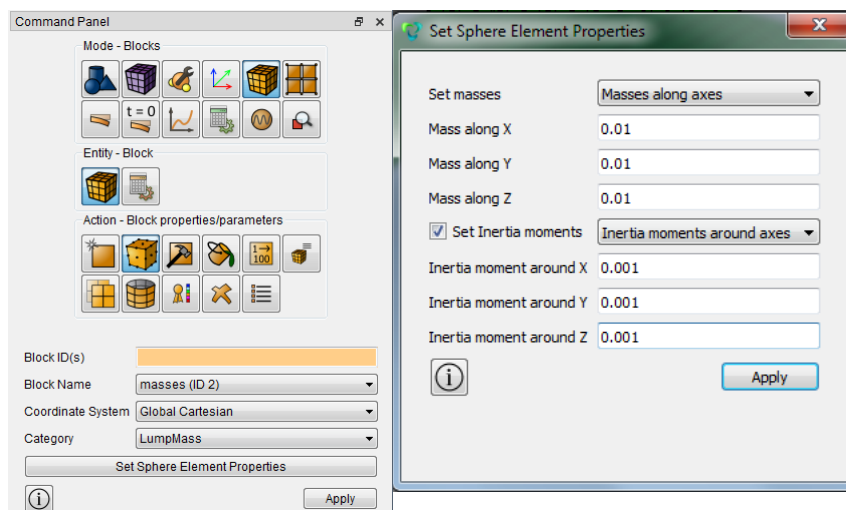 Command Panel
Mode - Blocks
t = 0
Entity - Block
Action - Block properties/parameters
1→
100
Block ID(s)
Block Name masses (ID 2)
Coordinate System Global Cartesian
Category LumpMass
Set Sphere Element Properties
i Apply
Set Sphere Element Properties
Set masses Masses along axes
Mass along X 0.01
Mass along Y 0.01
Mass along Z 0.01
Set Inertia moments Inertia moments around axes
Inertia moment around X 0.001
Inertia moment around Y 0.001
Inertia moment around Z 0.001
i Apply